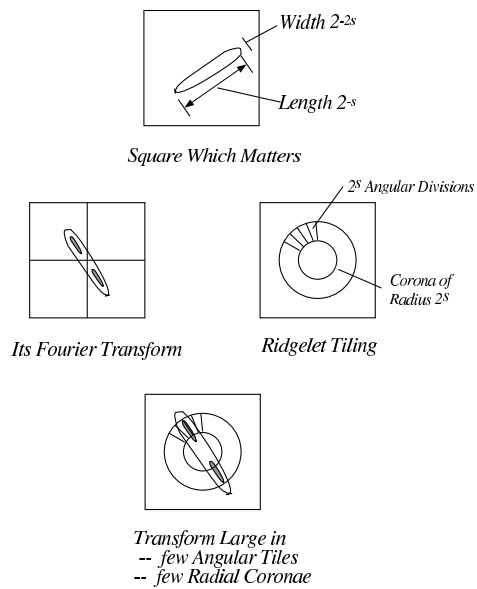 Width 2-2s
Length 2-s
Square Which Matters
2s Angular Divisions
Corona of
Radius 2s
Its Fourier Transform
Ridgelet Tiling
Transform Large in
-- few Angular Tiles
-- few Radial Coronae